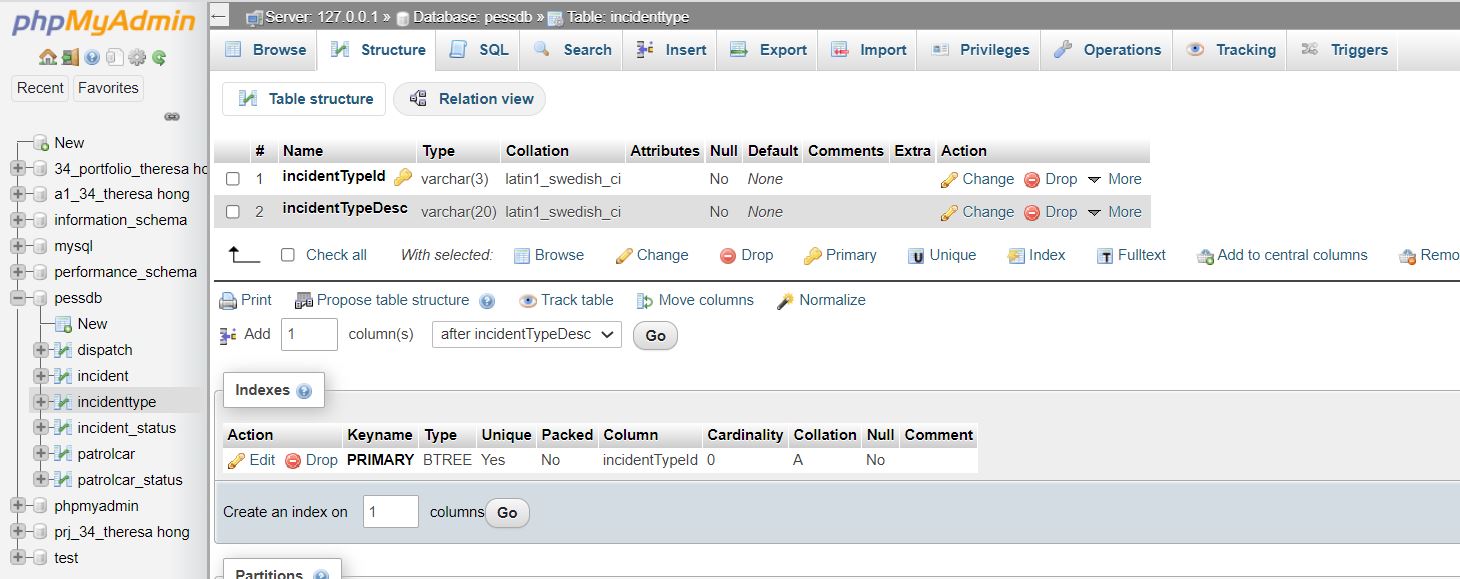 phpMyAdmin
Recent Favorites
New
34_portfolio_theresa ho
a1_34_theresa hong
information_schema
mysql
performance_schema
pessdb
New
dispatch
incident
incidenttype
incident_status
patrolcar
patrolcar_status
phpmyadmin
prj_34_theresa hong
test
Server: 127.0.0.1 » Database: pessdb » Table: incidenttype
Browse Structure SQL Search Insert Export Import Privileges Operations Tracking Triggers
Table structure Relation view
# Name Type Collation Attributes Null Default Comments Extra Action
1 incidentTypeId varchar(3) latin1_swedish_ci No None Change Drop More
2 incidentTypeDesc varchar(20) latin1_swedish_ci No None Change Drop More
Check all With selected: Browse Change Drop Primary Unique Index Fulltext Add to central columns Remo
Print Propose table structure Track table Move columns Normalize
Add 1 column(s) after incidentTypeDesc Go
Indexes
Action Keyname Type Unique Packed Column Cardinality Collation Null Comment
Edit Drop PRIMARY BTREE Yes No incidentTypeId 0 A No
Create an index on 1 columns Go
Partitions